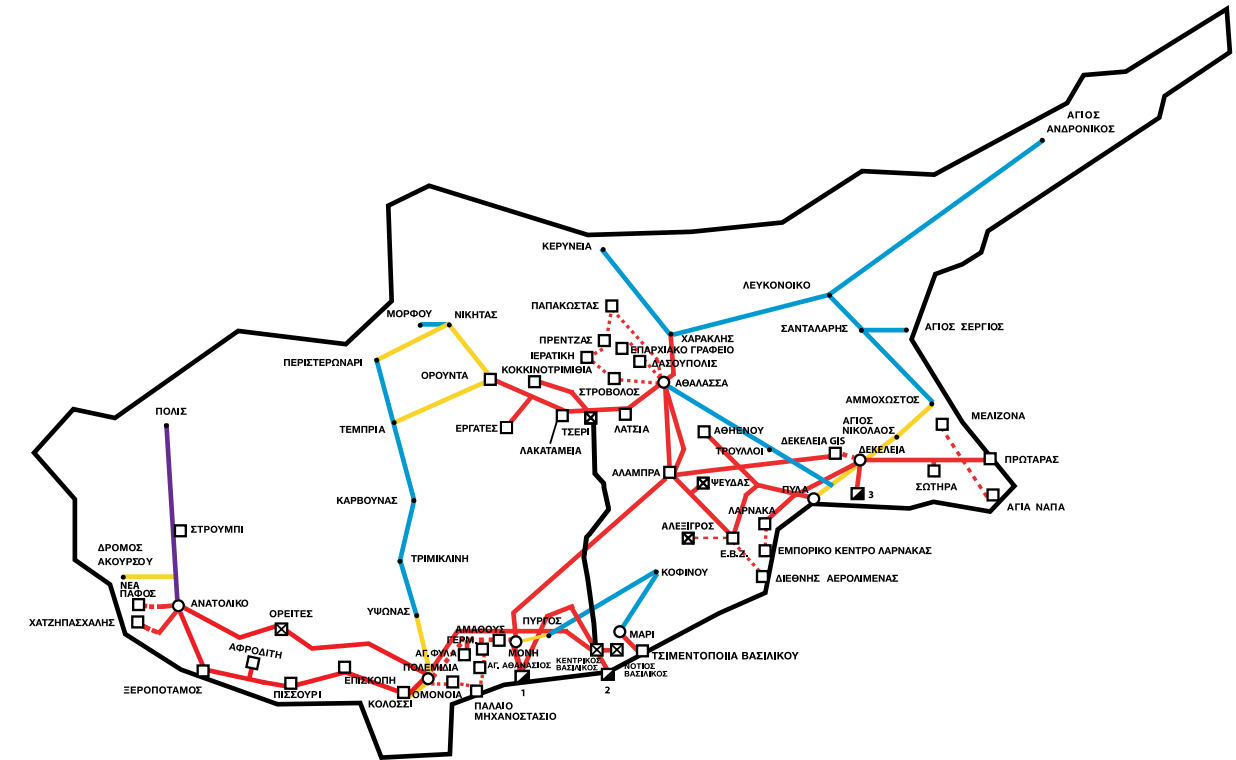 ΑΓΙΟΣ
ΑΝΔΡΟΝΙΚΟΣ
ΚΕΡΥΝΕΙΑ
ΛΕΥΚΟΝΟΙΚΟ
ΠΑΠΑΚΩΣΤΑΣ
ΜΟΡΦΟΥ
ΝΙΚΗΤΑΣ
ΣΑΝΤΑΛΑΡΗΣ
ΑΓΙΟΣ ΣΕΡΓΙΟΣ
ΠΡΕΝΤΖΑΣ
ΧΑΡΑΚΛΗΣ
ΕΠΑΡΧΙΑΚΟ ΓΡΑΦΕΙΟ
ΙΕΡΑΤΙΚΗ
ΠΕΡΙΣΤΕΡΩΝΑΡΙ
ΔΑΣΟΥΠΟΛΙΣ
ΚΟΚΚΙΝΟΤΡΙΜΙΘΙΑ
ΟΡΟΥΝΤΑ
ΑΘΑΛΑΣΣΑ
ΣΤΡΟΒΟΛΟΣ
ΑΜΜΟΧΩΣΤΟΣ
ΜΕΛΙΖΟΝΑ
ΠΟΛΙΣ
ΑΓΙΟΣ
ΝΙΚΟΛΑΟΣ
ΤΕΜΠΡΙΑ
ΕΡΓΑΤΕΣ
ΤΣΕΡΙ
ΛΑΤΣΙΑ
ΑΘΗΕΝΟΥ
ΔΕΚΕΛΕΙΑ GIS
ΛΑΚΑΤΑΜΕΙΑ
ΤΡΟΥΛΛΟΙ
ΔΕΚΕΛΕΙΑ
ΠΡΩΤΑΡΑΣ
ΑΛΑΜΠΡΑ
ΨΕΥΔΑΣ
ΠΥΛΑ
ΣΩΤΗΡΑ
3
ΚΑΡΒΟΥΝΑΣ
ΑΓΙΑ ΝΑΠΑ
ΛΑΡΝΑΚΑ
ΣΤΡΟΥΜΠΙ
ΑΛΕΞΙΓΡΟΣ
ΔΡΟΜΟΣ
ΑΚΟΥΡΣΟΥ
Ε.Β.Ζ.
ΕΜΠΟΡΙΚΟ ΚΕΝΤΡΟ ΛΑΡΝΑΚΑΣ
ΤΡΙΜΙΚΛΙΝΗ
ΚΟΦΙΝΟΥ
ΔΙΕΘΝΗΣ ΑΕΡΟΛΙΜΕΝΑΣ
ΝΕΑ
ΠΑΦΟΣ
ΑΝΑΤΟΛΙΚΟ
ΧΑΤΖΗΠΑΣΧΑΛΗΣ
ΟΡΕΙΤΕΣ
ΥΨΩΝΑΣ
ΑΜΑΘΟΥΣ
ΠΥΡΓΟΣ
ΓΕΡΜ.
ΜΑΡΙ
ΑΦΡΟΔΙΤΗ
ΑΓ. ΦΥΛΑ
ΜΟΝΗ
ΤΣΙΜΕΝΤΟΠΟΙΙΑ ΒΑΣΙΛΙΚΟΥ
ΠΟΛΕΜΙΔΙΑ
ΑΓ. ΑΘΑΝΑΣΙΟΣ
ΚΕΝΤΡΙΚΟΣ
ΒΑΣΙΛΙΚΟΣ
ΝΟΤΙΟΣ
ΒΑΣΙΛΙΚΟΣ
ΕΠΙΣΚΟΠΗ
ΞΕΡΟΠΟΤΑΜΟΣ
ΠΙΣΣΟΥΡΙ
ΚΟΛΟΣΣΙ
ΟΜΟΝΟΙΑ
1
2
ΠΑΛΑΙΟ
ΜΗΧΑΝΟΣΤΑΣΙΟ